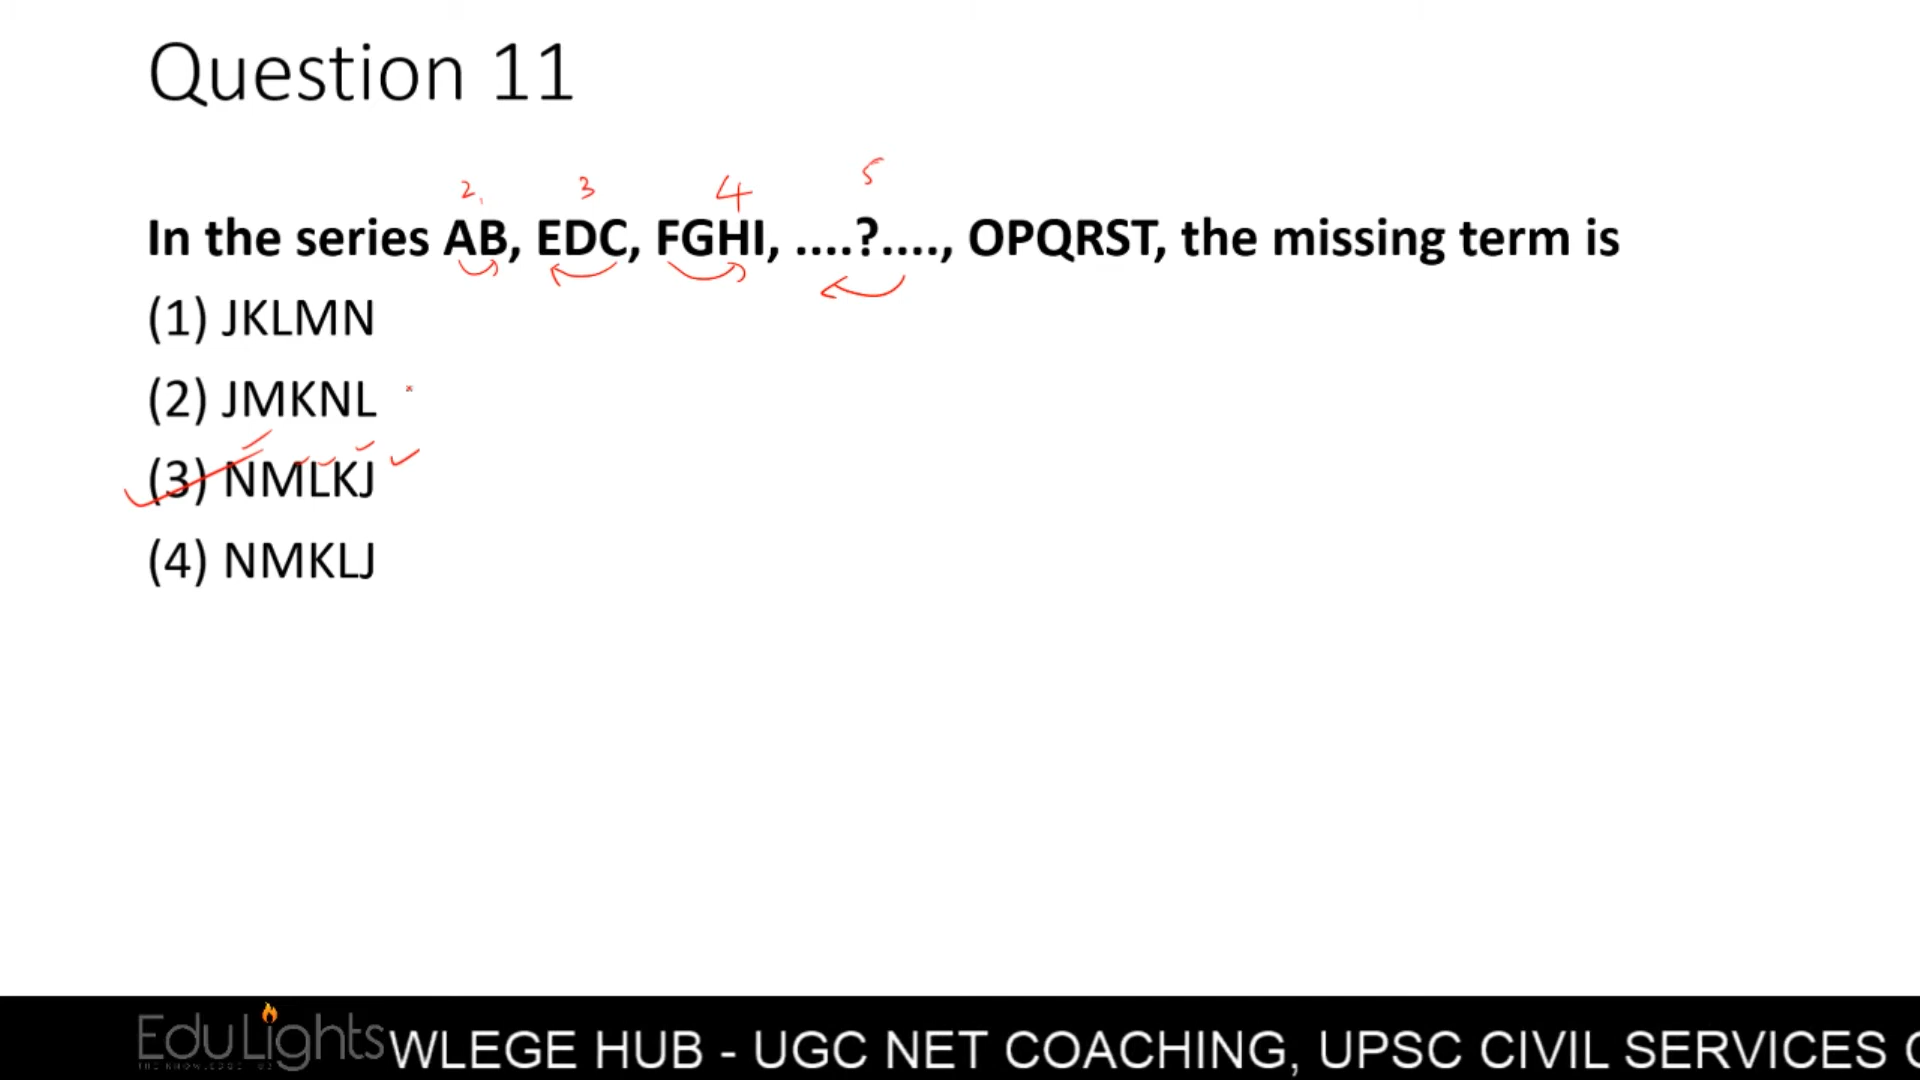 Question 11
2 3 4 5
In the series AB, EDC, FGHI, ....?...., OPQRST, the missing term is
(1) JKLMN
(2) JMKNL
(3) NMLKJ
(4) NMKLJ
EduLights WLEGE HUB - UGC NET COACHING, UPSC CIVIL SERVICES C